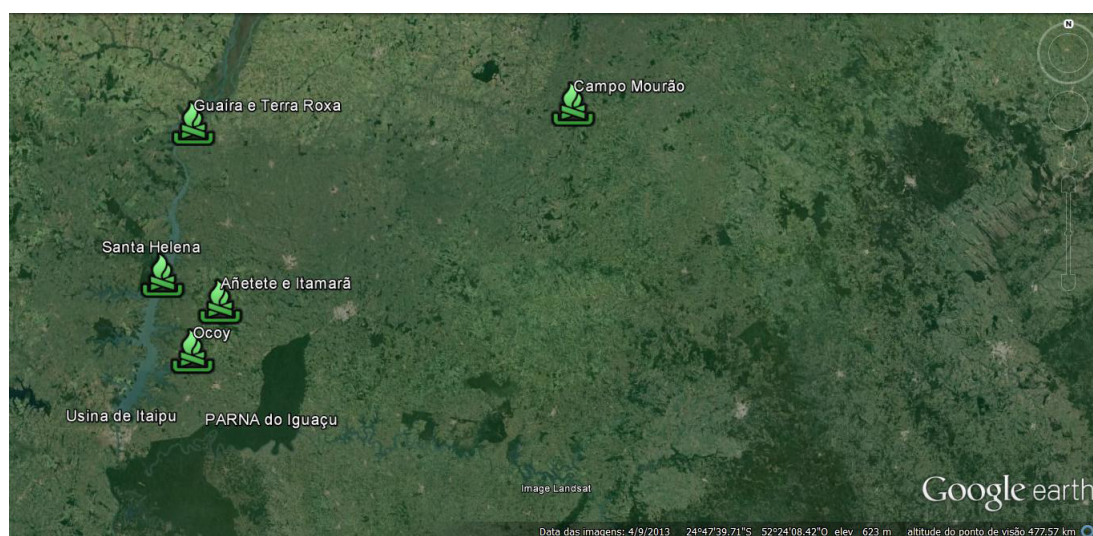 N
Campo Mourão
Guaíra e Terra Roxa
Santa Helena
Añetete e Itamarã
Ocoy
Usina de Itaipu
PARNA do Iguaçu
Image Landsat
Google earth
Data das imagens: 4/9/2013 24°47'39.71"S 52°24'08.42"O elev 623 m altitude do ponto de visão 477.57 km